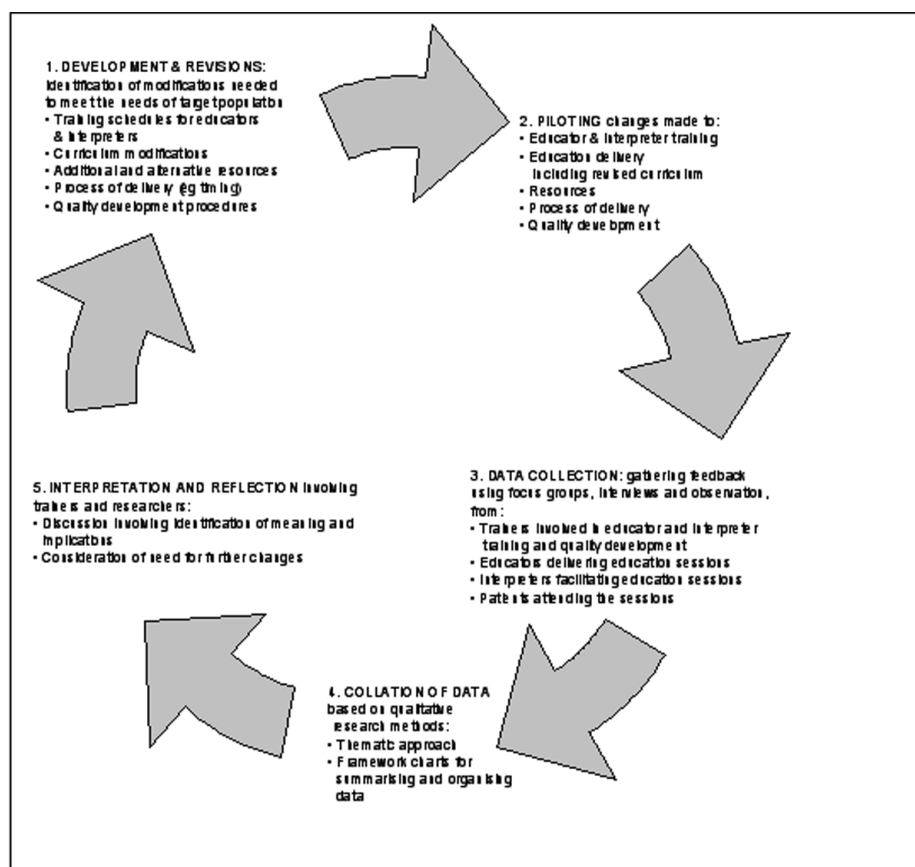 1. DEVELOPMENT & REVISIONS:
Identification of modifications needed
to meet the needs of target population
• Training schedules for educators
& Interpreters
• Curriculum modifications
• Additional and alternative resources
• Process of delivery (eg timing)
• Quality development procedures
2. PILOTING changes made to:
• Educator & Interpreter training
• Education delivery
including revised curriculum
• Resources
• Process of delivery
• Quality development
3. DATA COLLECTION: gathering feedback
using focus groups, interviews and observation,
from:
• Trainers involved in educator and interpreter
training and quality development
• Educators delivering education sessions
• Interpreters facilitating education sessions
• Patients attending the sessions
4. COLLATION OF DATA
based on qualitative
research methods:
• Thematic approach
• Framework charts for
summarising and organising
data
5. INTERPRETATION AND REFLECTION involving
trainers and researchers:
• Discussion involving identification of meaning and
implications
• Consideration of need for further changes